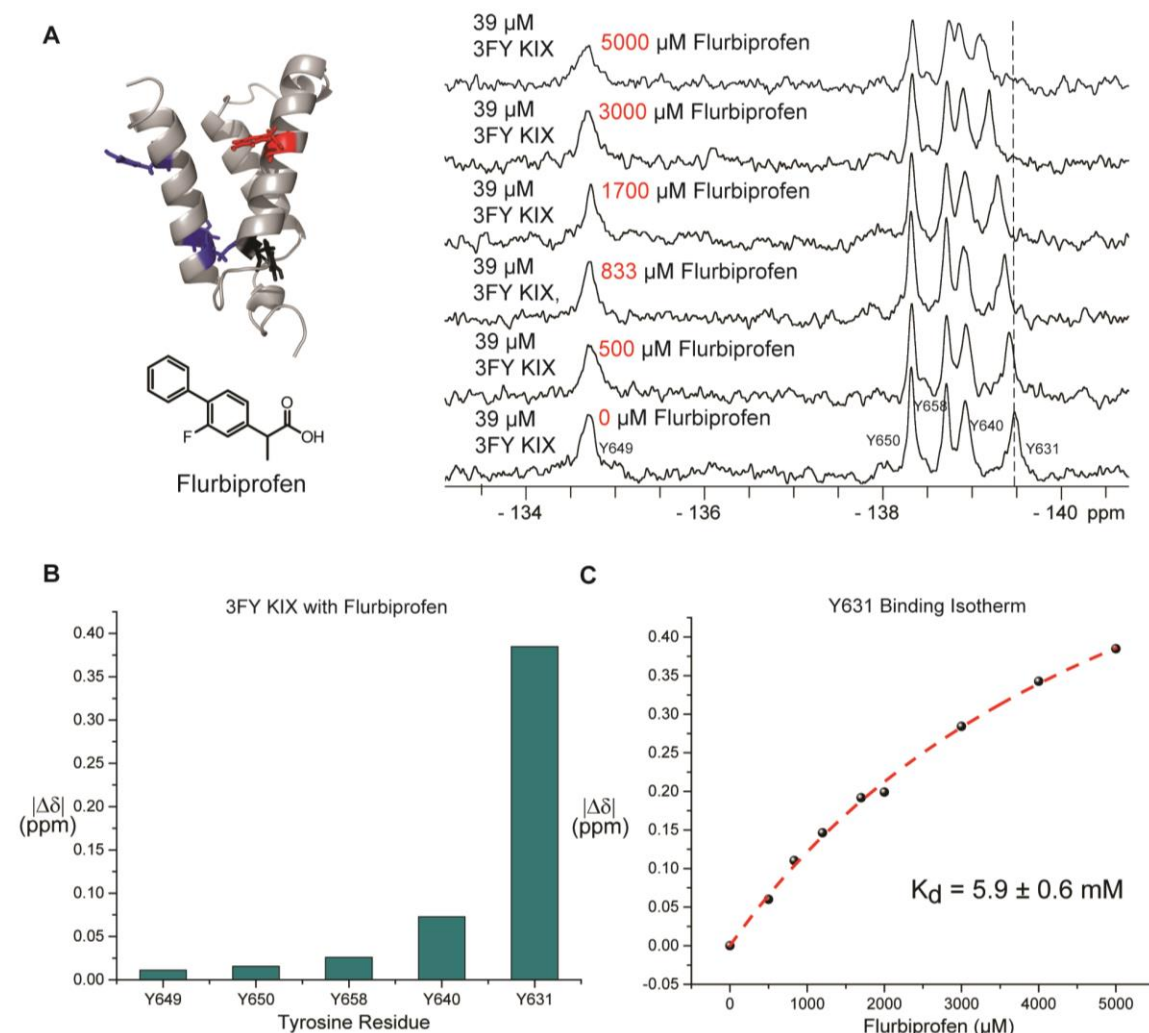 A
39 µM
3FY KIX
5000 µM Flurbiprofen
39 µM
3FY KIX
3000 µM Flurbiprofen
39 µM
3FY KIX
1700 µM Flurbiprofen
39 µM
3FY KIX,
833 µM Flurbiprofen
39 µM
3FY KIX
500 µM Flurbiprofen
39 µM
3FY KIX
0 µM Flurbiprofen
Y649
Y650
Y658
Y640
Y631
- 134
- 136
- 138
- 140
ppm
F
O
OH
Flurbiprofen
B
3FY KIX with Flurbiprofen
0.40
0.35
0.30
0.25
0.20
0.15
0.10
0.05
0.00
|Δδ|
(ppm)
Y649
Y650
Y658
Y640
Y631
Tyrosine Residue
C
Y631 Binding Isotherm
0.40
0.35
0.30
0.25
0.20
0.15
0.10
0.05
0.00
-0.05
|Δδ|
(ppm)
Kd = 5.9 ± 0.6 mM
0
1000
2000
3000
4000
5000
Flurbiprofen (µM)